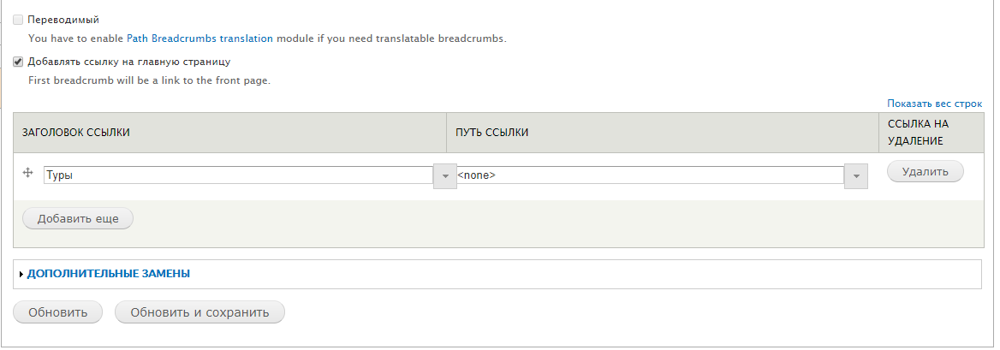 Переводимый
You have to enable Path Breadcrumbs translation module if you need translatable breadcrumbs.
Добавлять ссылку на главную страницу
First breadcrumb will be a link to the front page.
Показать вес строк
ЗАГОЛОВОК ССЫЛКИ ПУТЬ ССЫЛКИ ССЫЛКА НА
УДАЛЕНИЕ
Туры <none> Удалить
Добавить еще
ДОПОЛНИТЕЛЬНЫЕ ЗАМЕНЫ
Обновить Обновить и сохранить